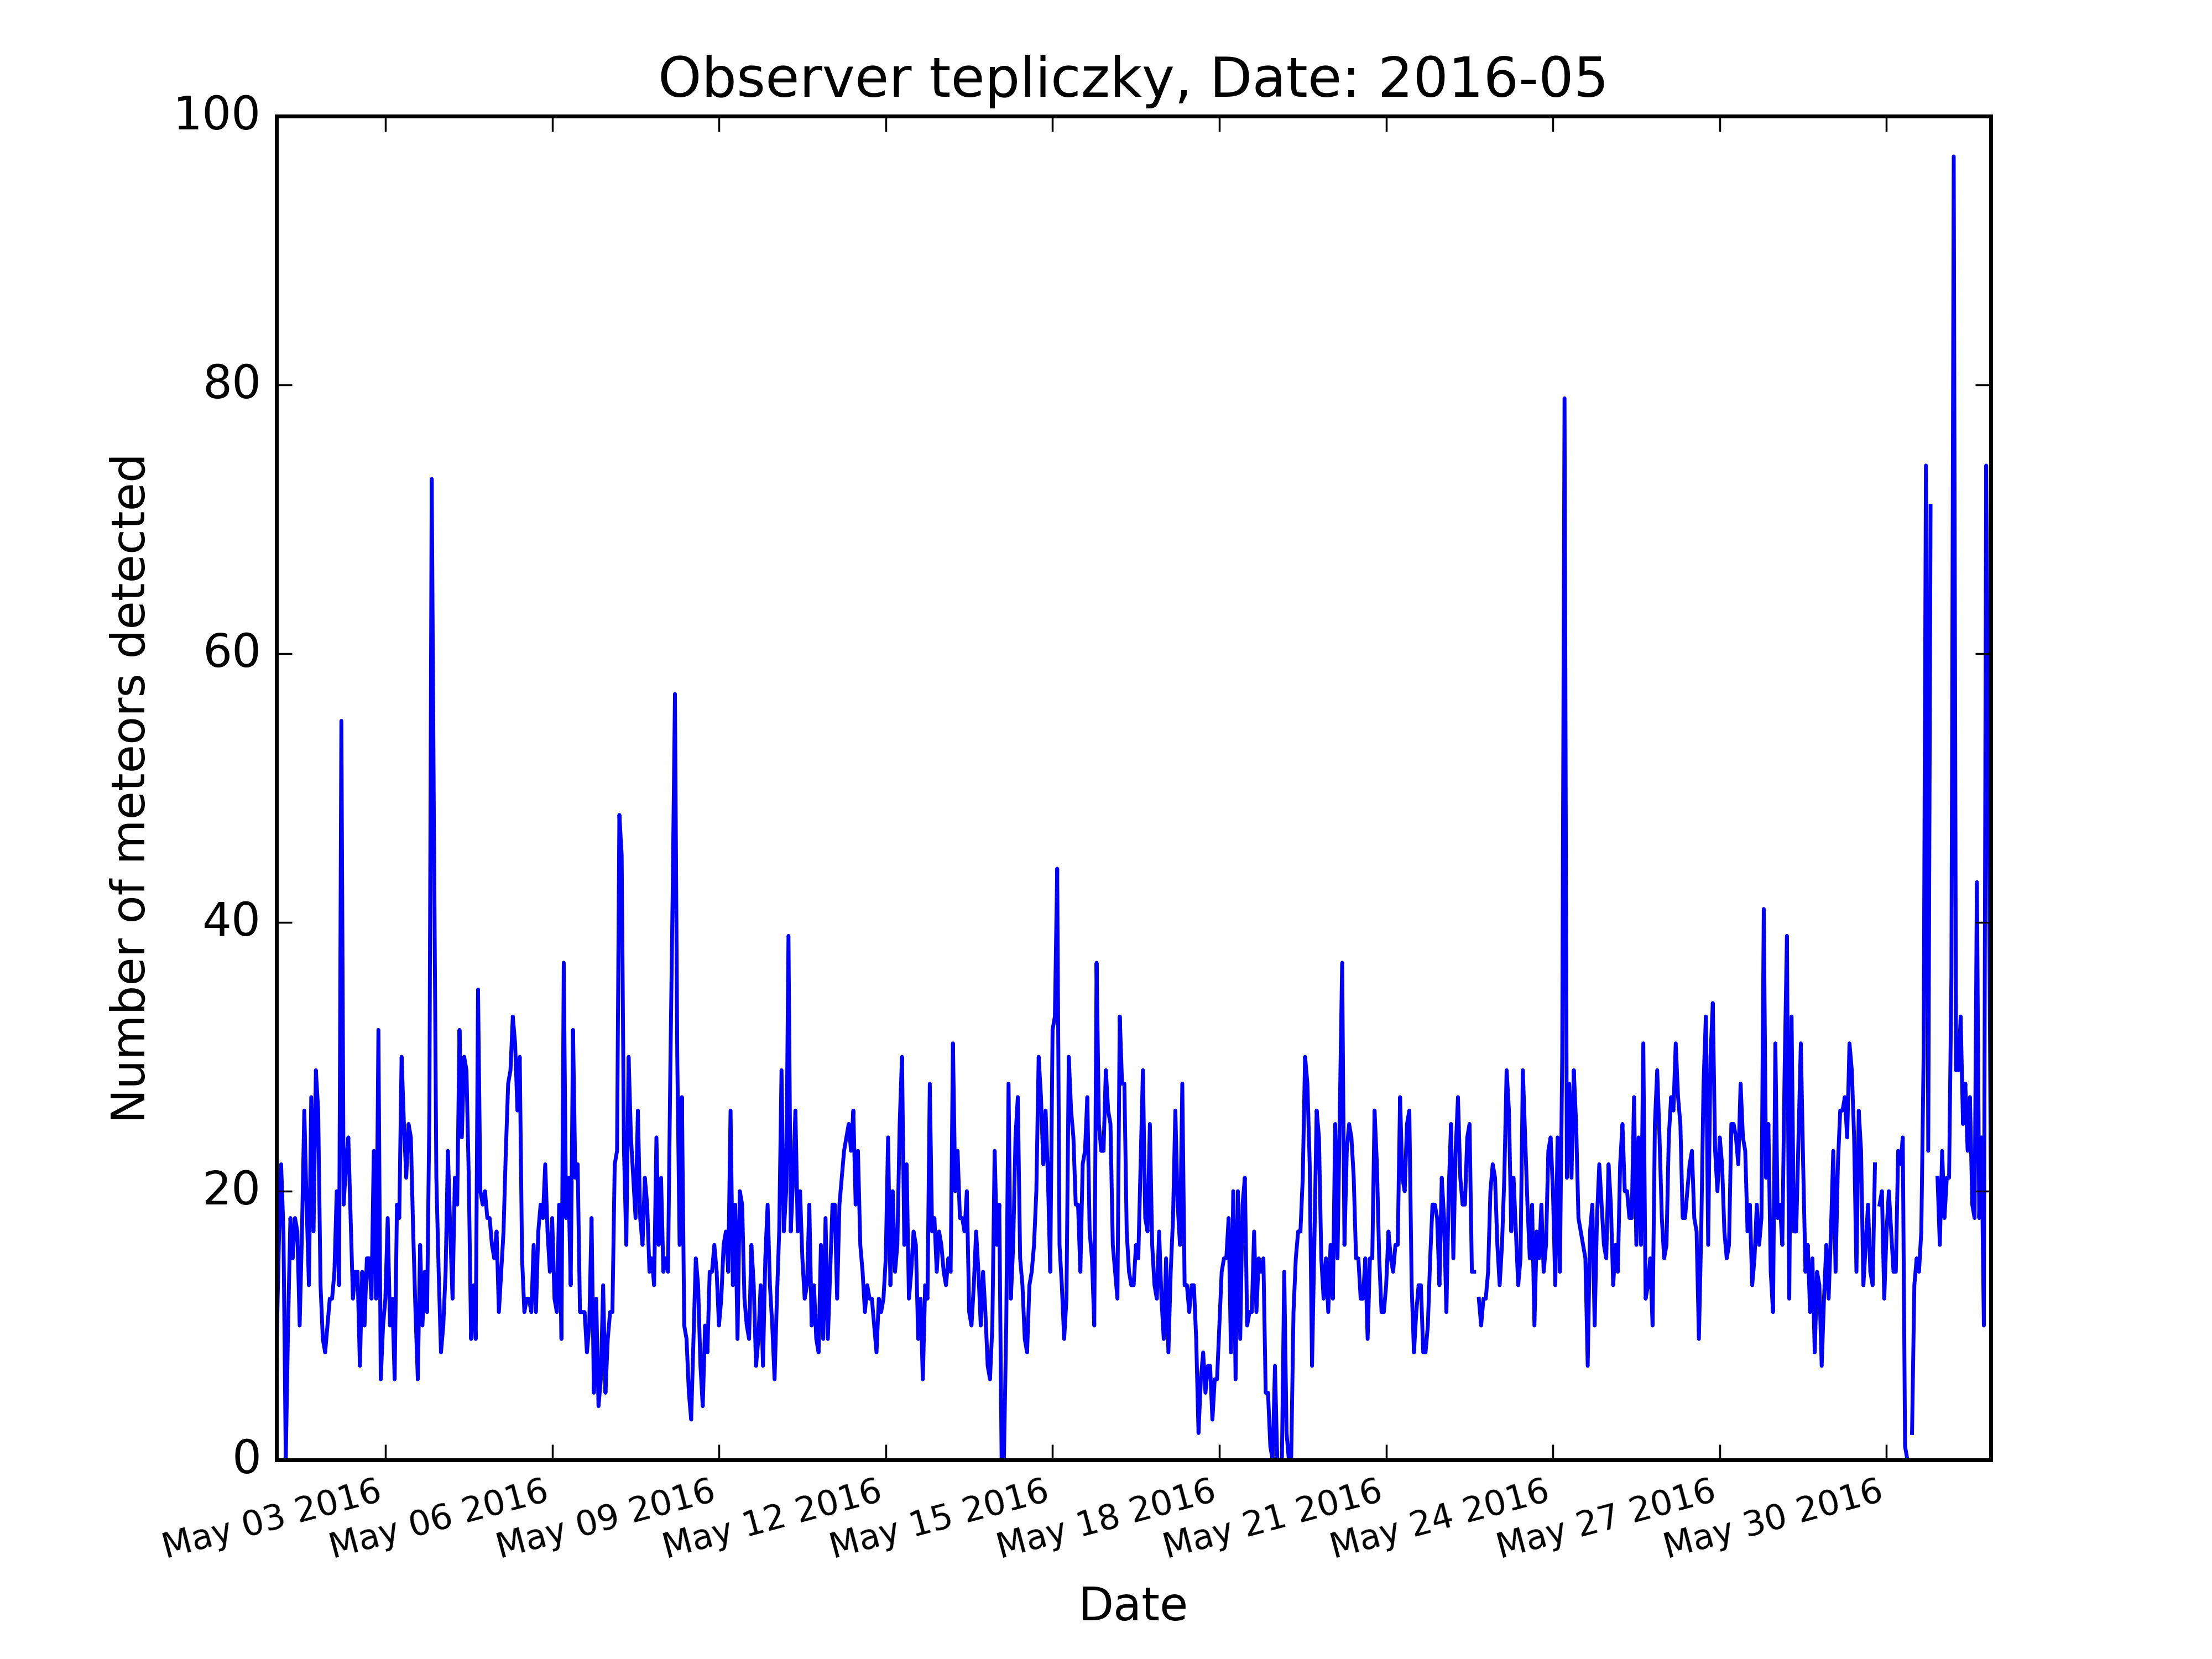 Observer tepliczky, Date: 2016-05
100
80
60
40
20
0
Number of meteors detected
May 03 2016
May 06 2016
May 09 2016
May 12 2016
May 15 2016
May 18 2016
May 21 2016
May 24 2016
May 27 2016
May 30 2016
Date